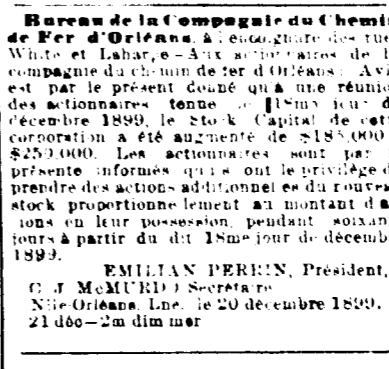 Bureau de la Compagnie du Chemin
de Fer d'Orléans, à l'encoignure des rues
White et Laharpe—Aux actionnaires de la
compagnie du chemin de fer d'Orléans: Avis
est par le présent donné qu'à une réunion
des actionnaires tenue le 18me jour de
décembre 1899, le Stock Capital de cette
corporation a été augmenté de $185,000 à
$250,000. Les actionnaires sont par la
présente informés qu'ils ont le privilège de
prendre des actions additionnelles du nouveau
stock proportionnellement au montant d'ac-
tions en leur possession, pendant soixante
jours à partir du dit 18me jour de décembre
1899.
EMILIAN PERRIN, Président,
C. J. McMURDO Secrétaire
Nlle-Orléans, Lne. le 20 décembre 1899.
21 déc—2m dim mer